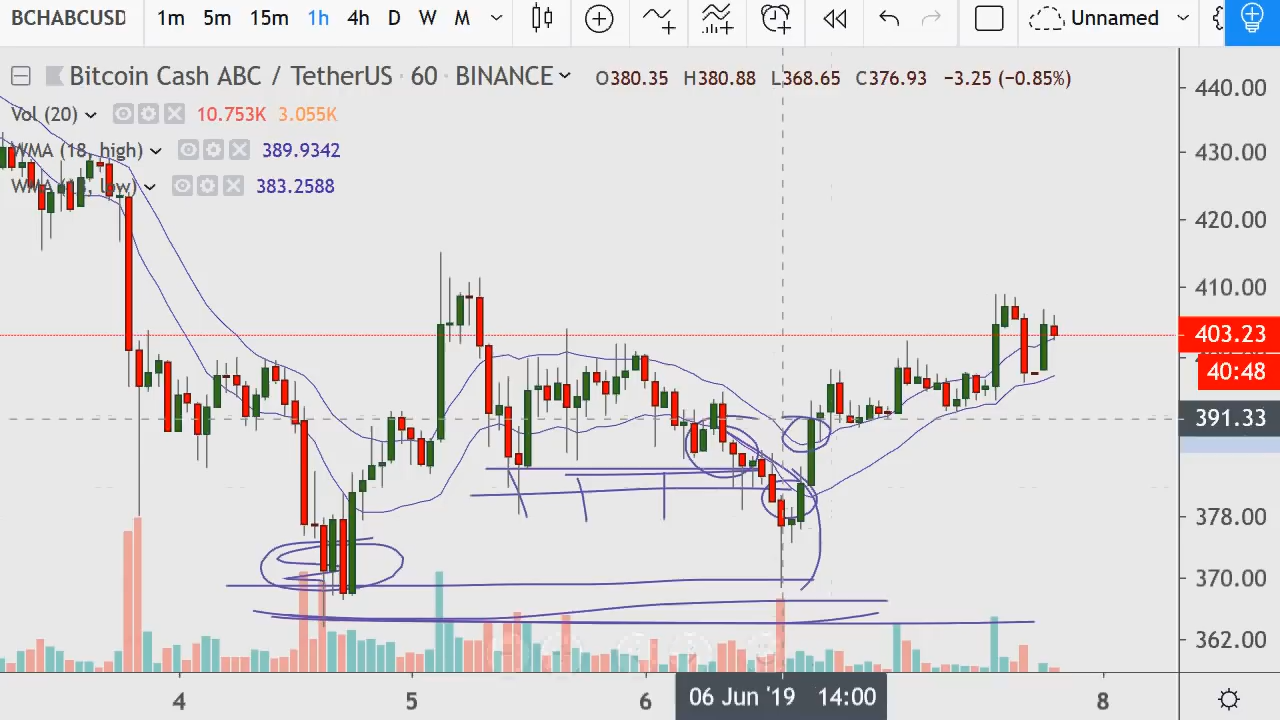 BCHABCUSD 1m 5m 15m 1h 4h D W M Unnamed
Bitcoin Cash ABC / TetherUS · 60 · BINANCE O380.35 H380.88 L368.65 C376.93 −3.25 (−0.85%)
Vol (20) 10.753K 3.055K
WMA (18, high) 389.9342
WMA (18, low) 383.2588
440.00
430.00
420.00
410.00
403.23
40:48
391.33
378.00
370.00
362.00
4 5 6 06 Jun '19 14:00 8